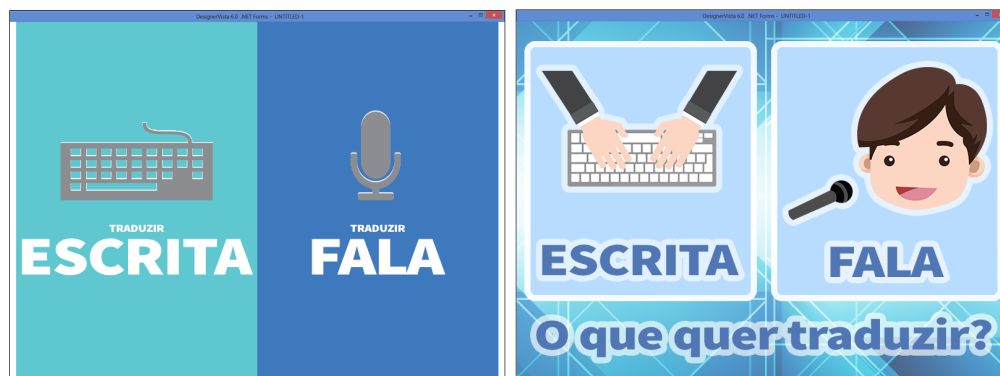 DesignerVista 6.0 .NET Forms - UNTITLED-1
TRADUZIR
ESCRITA
TRADUZIR
FALA
DesignerVista 6.0 .NET Forms - UNTITLED-1
ESCRITA
FALA
O que quer traduzir?